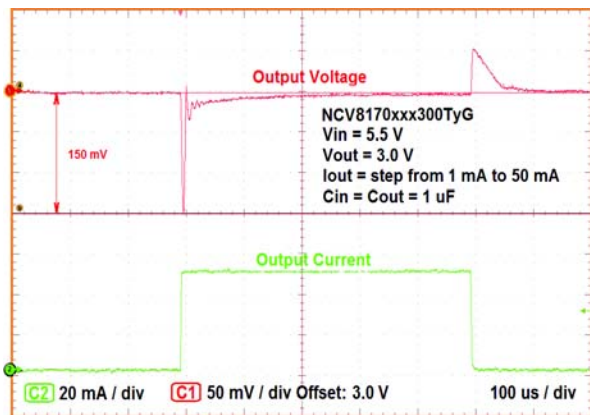 Output Voltage
NCV8170xxx300TyG
Vin = 5.5 V
150 mV
Vout = 3.0 V
Iout = step from 1 mA to 50 mA
Cin = Cout = 1 uF
Output Current
2
C2 20 mA / div C1 50 mV / div Offset: 3.0 V 100 us / div